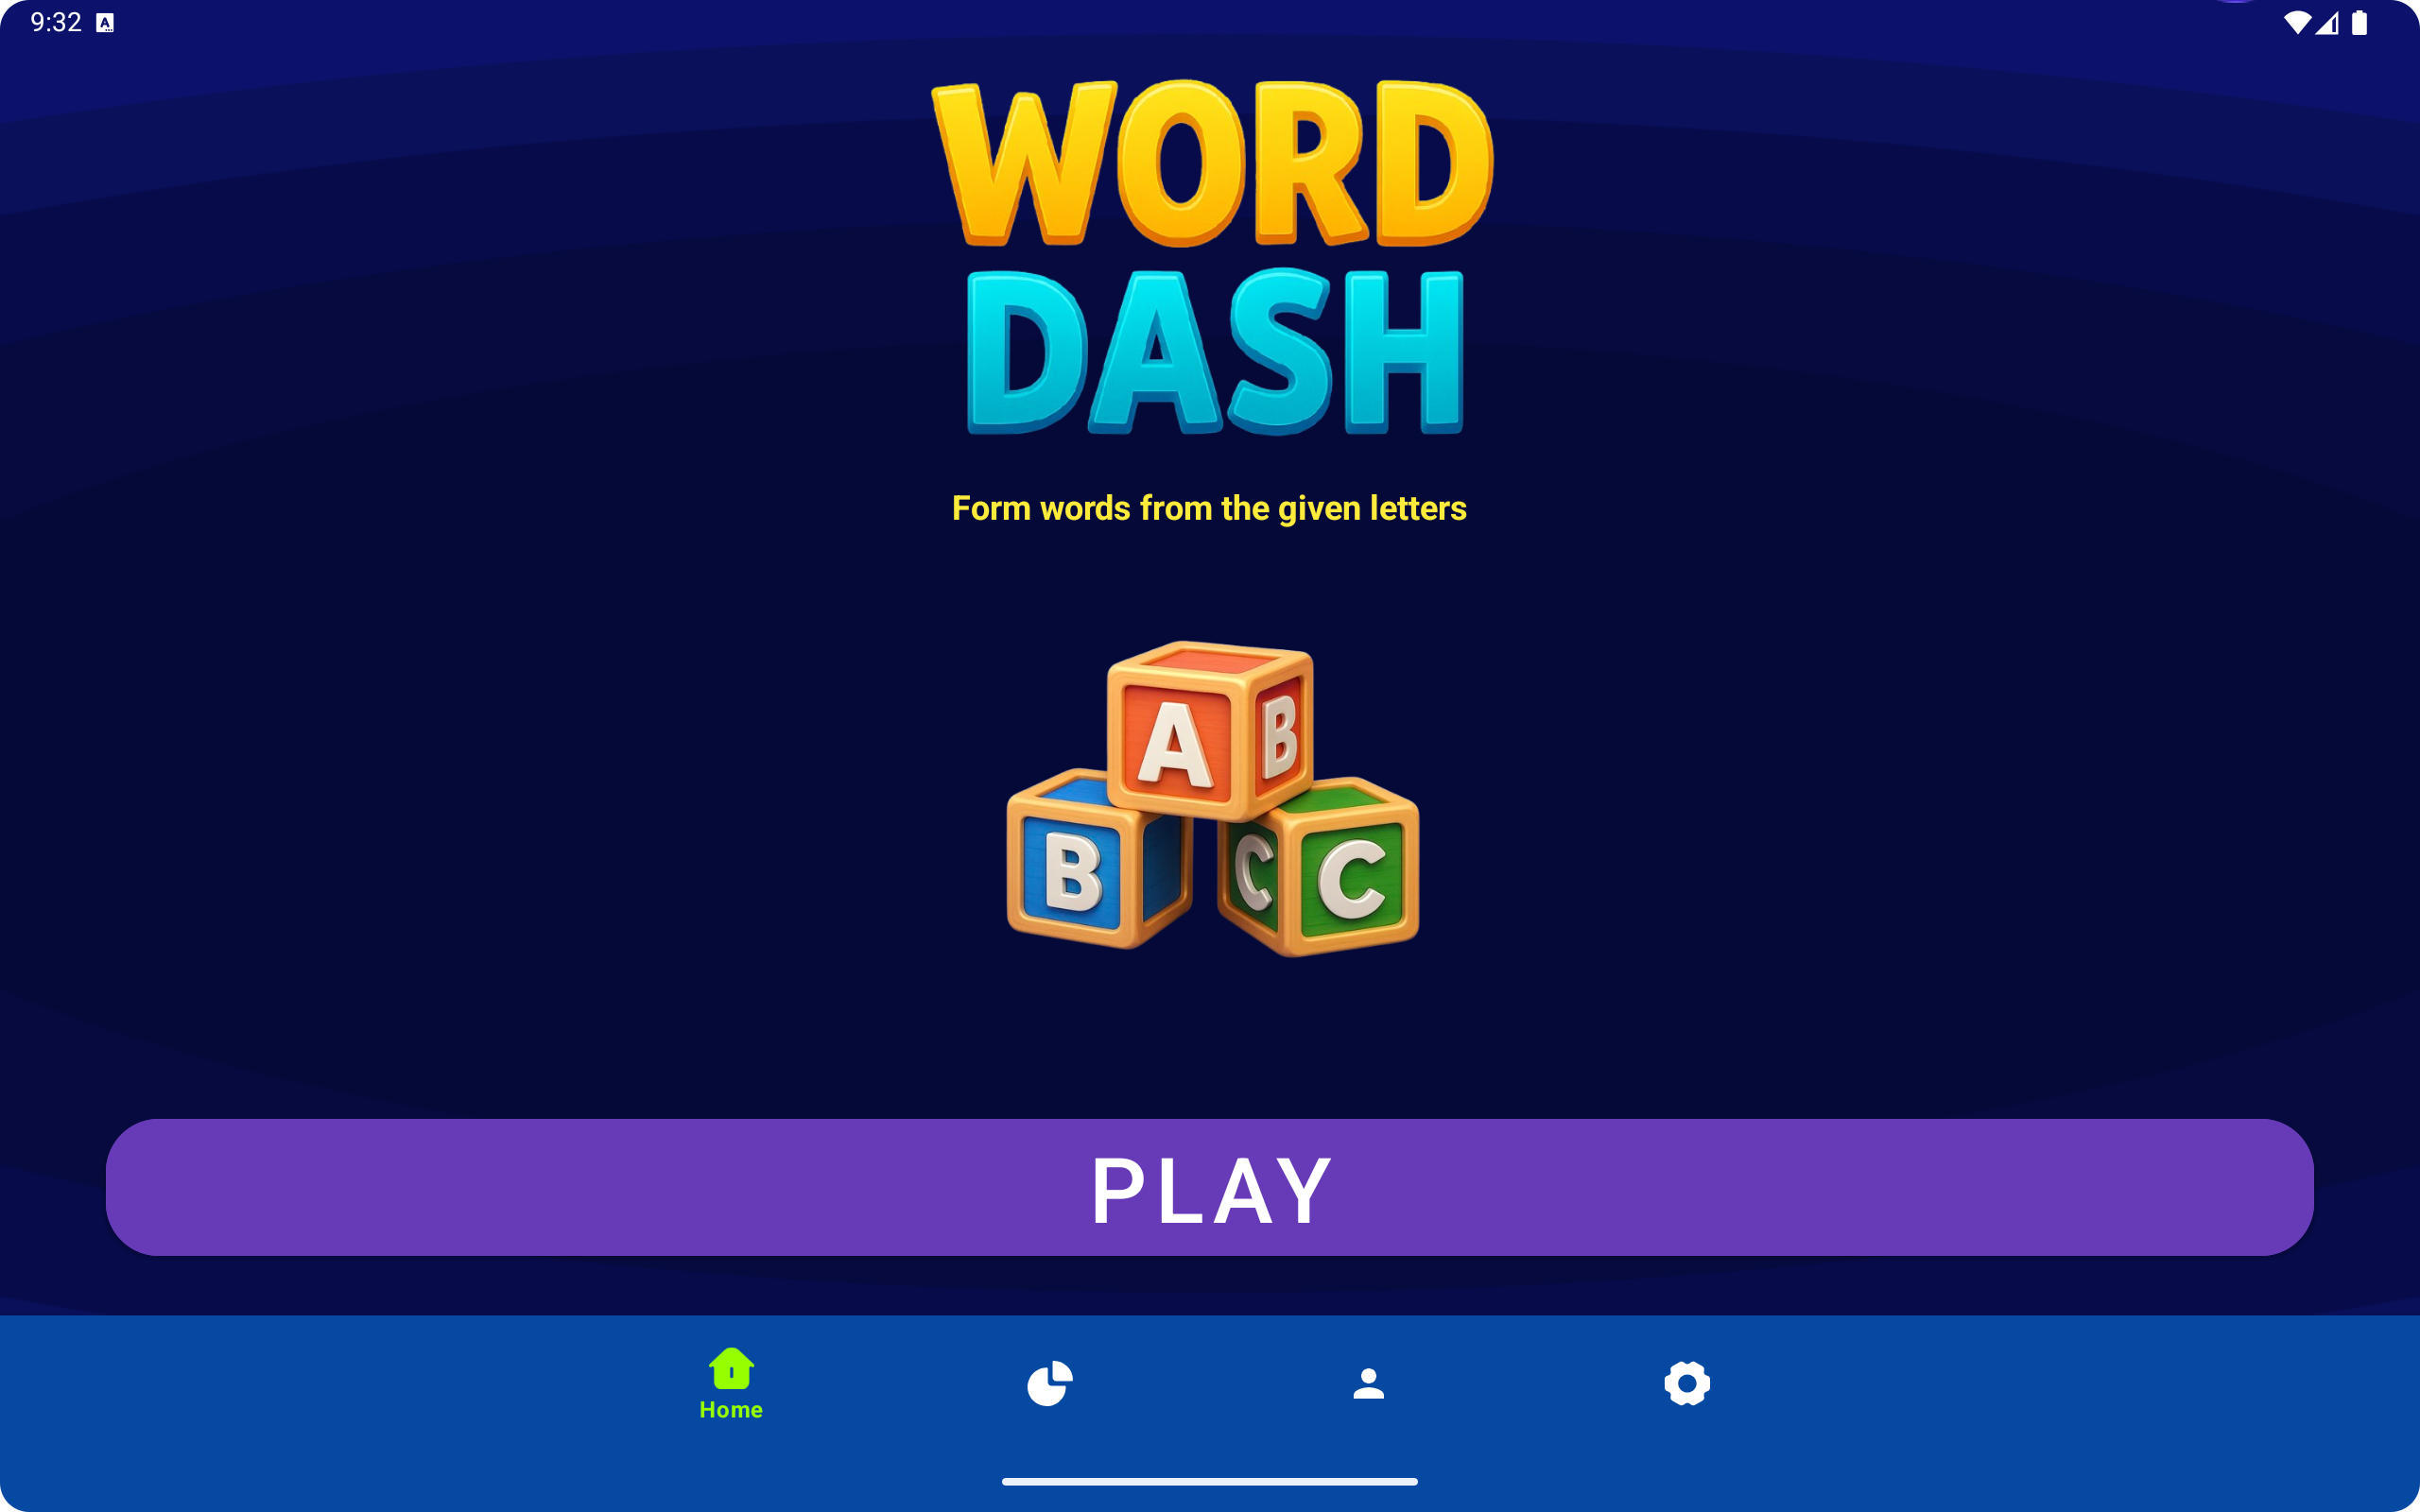 9:32 A
WORD
DASH
Form words from the given letters
A B
B C C
PLAY
Home